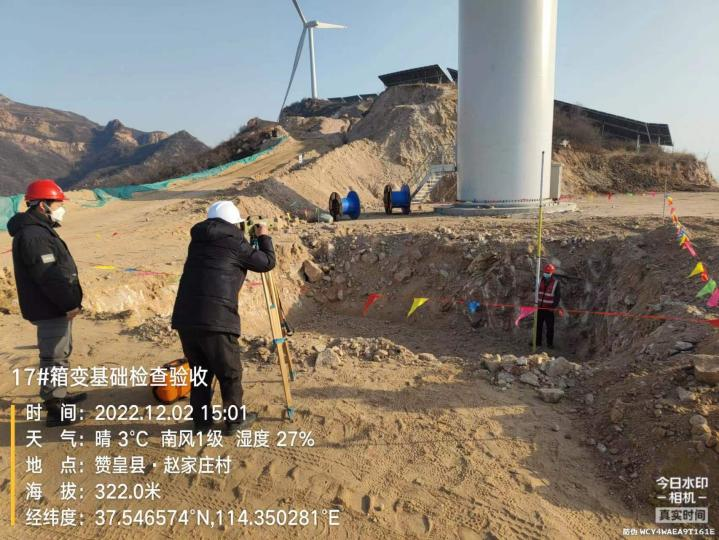 17#箱变基础检查验收
时 间：2022.12.02 15:01
天 气：晴 3℃ 南风1级 湿度 27%
地 点：赞皇县·赵家庄村
海 拔：322.0米
经纬度：37.546574°N,114.350281°E
今日水印
相机
真实时间
防伪 WCY4WAEA9T161E